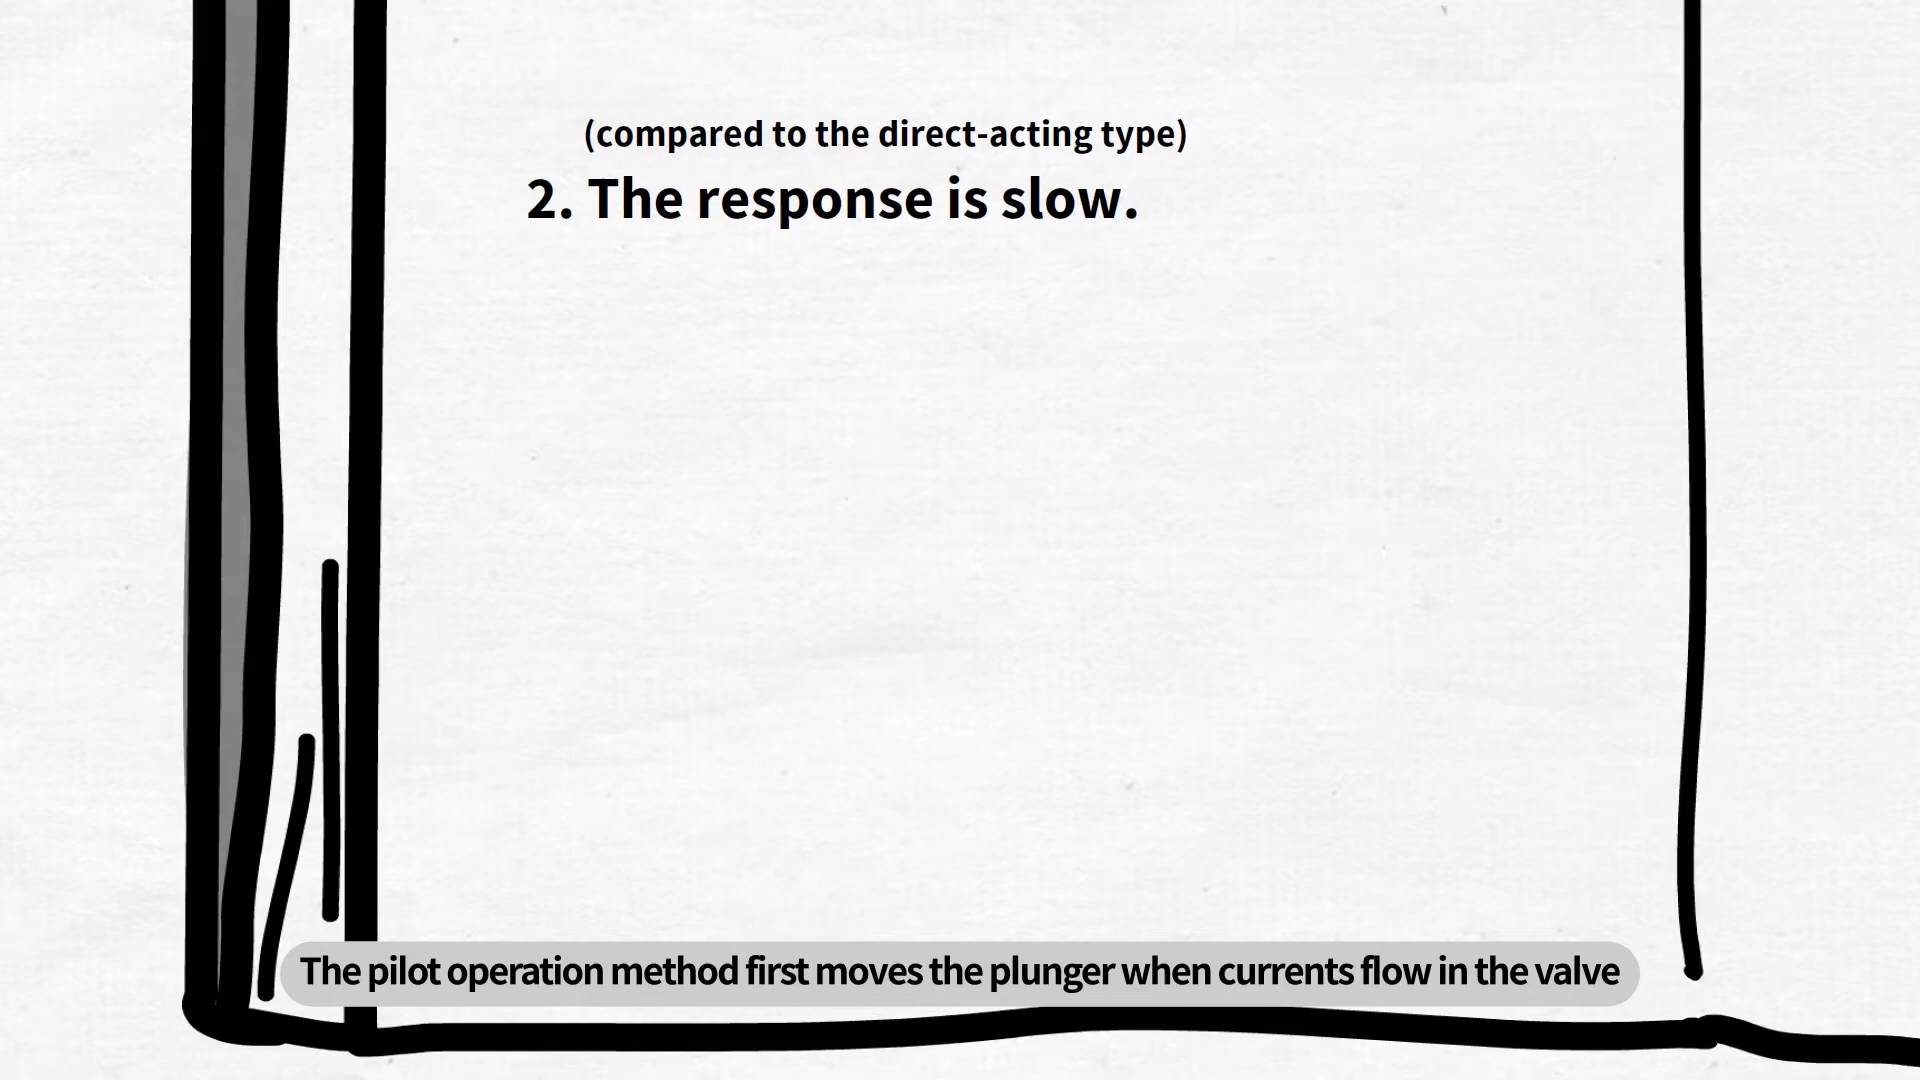 (compared to the direct-acting type)
2. The response is slow.
The pilot operation method first moves the plunger when currents flow in the valve